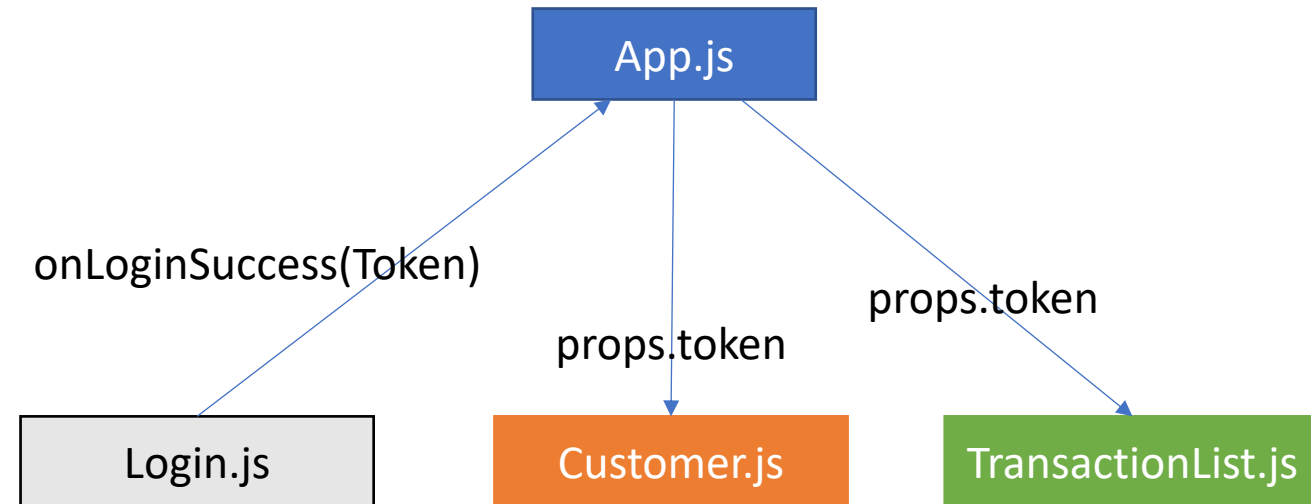 App.js
onLoginSuccess(Token)
props.token
props.token
Login.js
Customer.js
TransactionList.js